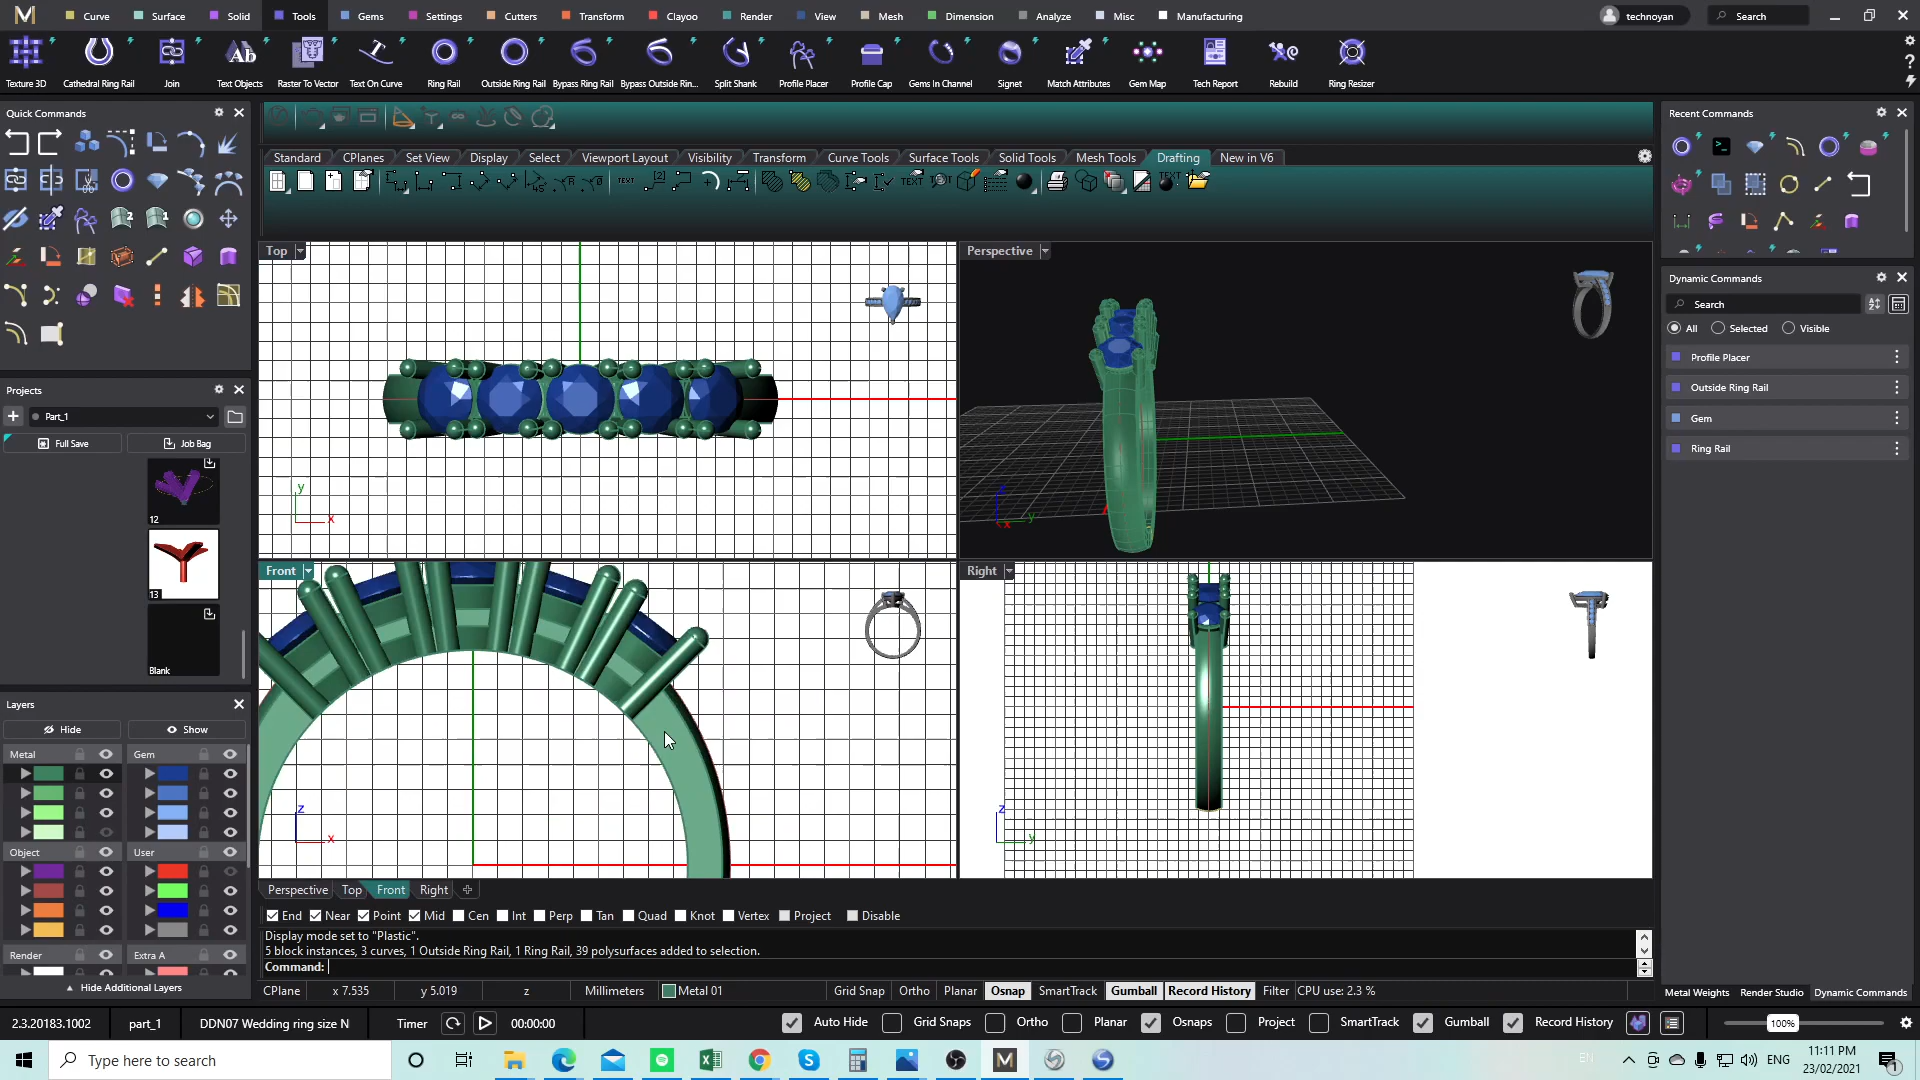 Curve Surface Solid Tools Gems Settings Cutters Transform Clayoo Render View Mesh Dimension Analyze Misc Manufacturing technoyan Search
Texture 3D Cathedral Ring Rail Join Text Objects Raster To Vector Text On Curve Ring Rail Outside Ring Rail Bypass Ring Rail Bypass Outside Rin... Split Shank Profile Placer Profile Cap Gems In Channel Signet Match Attributes Gem Map Tech Report Rebuild Ring Resizer
Quick Commands
Projects
Part_1
Full Save Job Bag
12
13
Blank
Layers
Hide Show
Metal Gem
Object User
Render Extra A
Hide Additional Layers
Standard CPlanes Set View Display Select Viewport Layout Visibility Transform Curve Tools Surface Tools Solid Tools Mesh Tools Drafting New in V6
Top
y
x
Perspective
z
y
x
Front
z
x
Right
z
y
Perspective Top Front Right
End Near Point Mid Cen Int Perp Tan Quad Knot Vertex Project Disable
Display mode set to "Plastic".
5 block instances, 3 curves, 1 Outside Ring Rail, 1 Ring Rail, 39 polysurfaces added to selection.
Command:
CPlane x 7.535 y 5.019 z Millimeters Metal 01 Grid Snap Ortho Planar Osnap SmartTrack Gumball Record History Filter CPU use: 2.3 %
Recent Commands
Dynamic Commands
Search
All Selected Visible
Profile Placer
Outside Ring Rail
Gem
Ring Rail
Metal Weights Render Studio Dynamic Commands
2.3.20183.1002 part_1 DDN07 Wedding ring size N Timer 00:00:00 Auto Hide Grid Snaps Ortho Planar Osnaps Project SmartTrack Gumball Record History 100%
Type here to search
EN
ENG
11:11 PM
23/02/2021
1